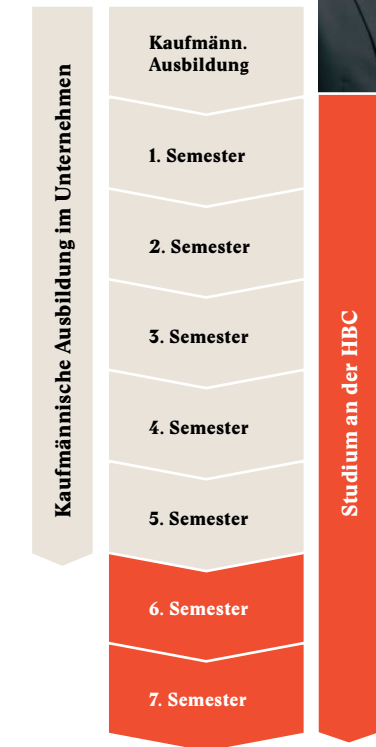 Kaufmännische Ausbildung im Unternehmen
Kaufmänn.
Ausbildung
1. Semester
2. Semester
3. Semester
4. Semester
5. Semester
6. Semester
7. Semester
Studium an der HBC